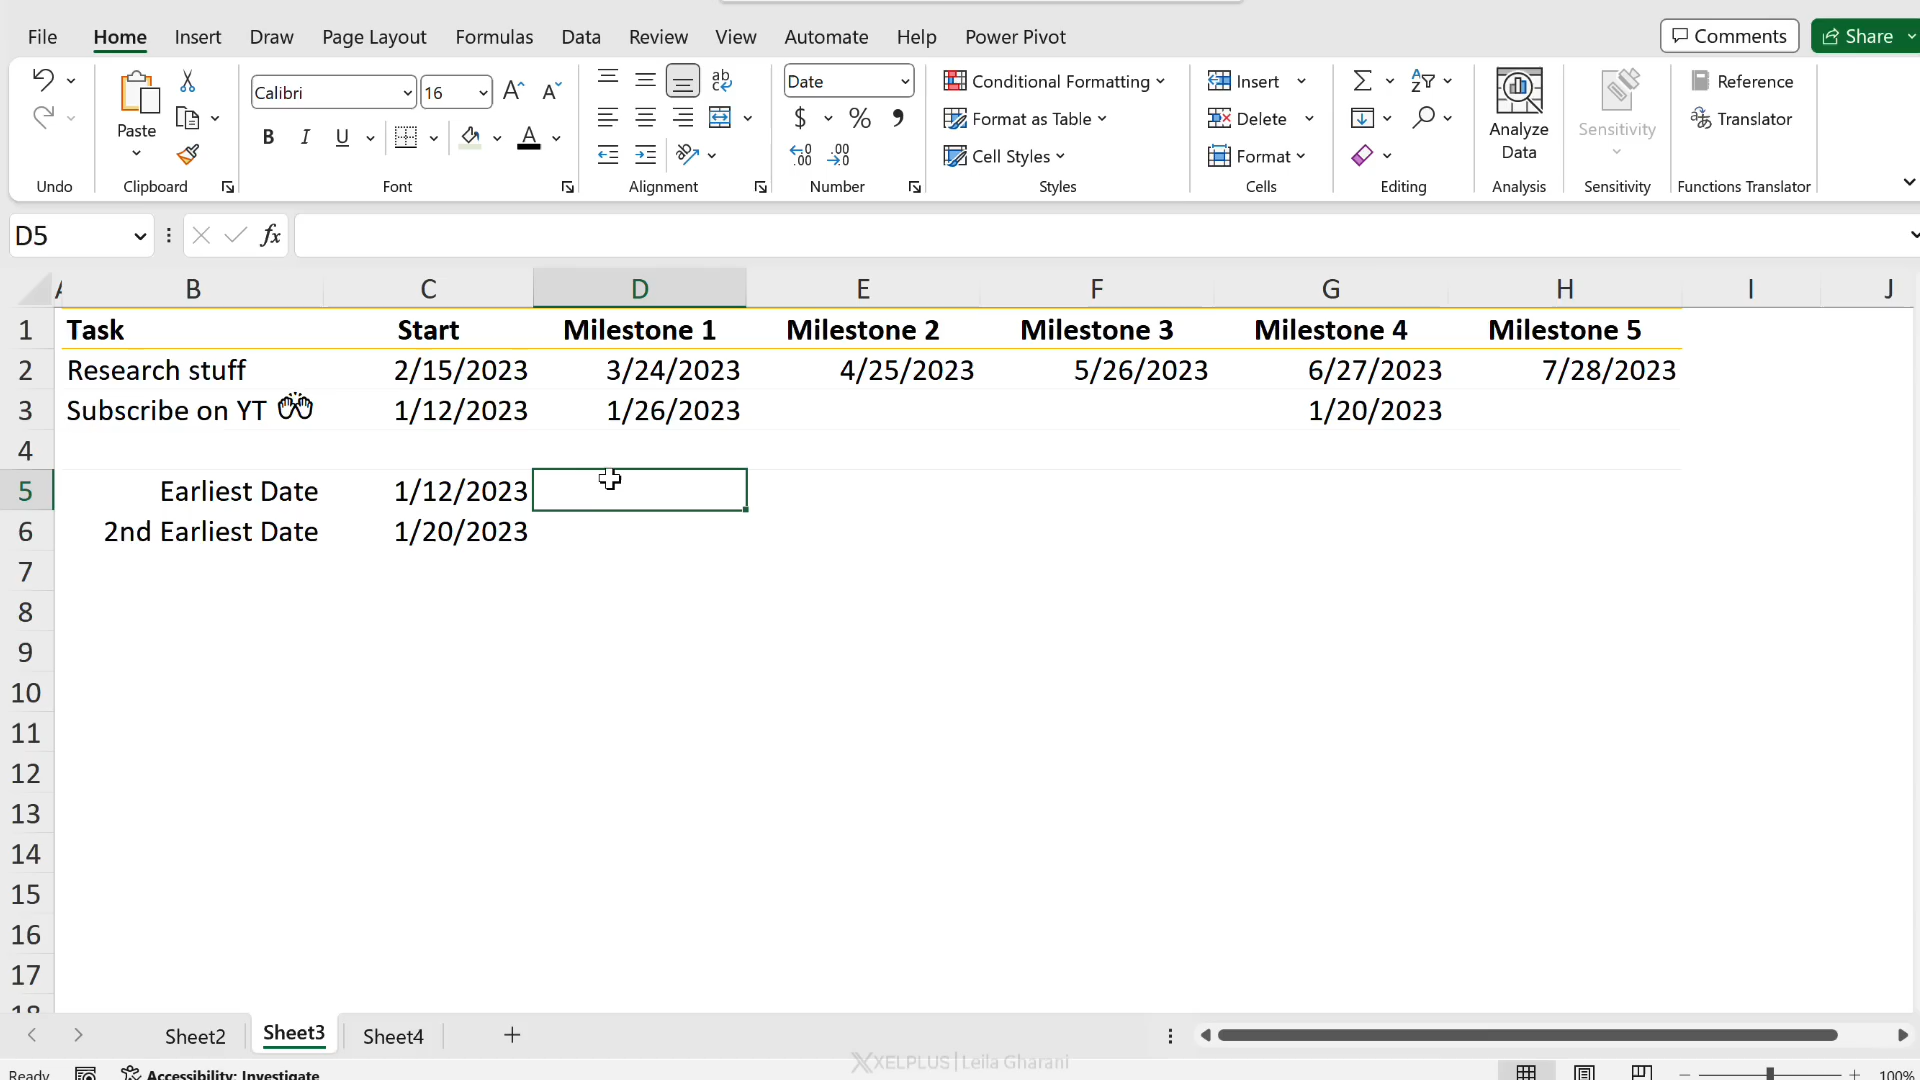 File Home Insert Draw Page Layout Formulas Data Review View Automate Help Power Pivot Comments Share
Calibri 16 ab Date Conditional Formatting Insert Reference
Paste $ % Format as Table Delete Analyze Data Sensitivity Translator
B I U A .00 .00 Cell Styles Format
Undo Clipboard Font Alignment Number Styles Cells Editing Analysis Sensitivity Functions Translator
D5 fx
A B C D E F G H I J
1 Task Start Milestone 1 Milestone 2 Milestone 3 Milestone 4 Milestone 5
2 Research stuff 2/15/2023 3/24/2023 4/25/2023 5/26/2023 6/27/2023 7/28/2023
3 Subscribe on YT 🙌 1/12/2023 1/26/2023 1/20/2023
4
5 Earliest Date 1/12/2023
6 2nd Earliest Date 1/20/2023
7
8
9
10
11
12
13
14
15
16
17
18
Sheet2 Sheet3 Sheet4
XELPLUS | Leila Gharani
Ready Accessibility: Investigate 100%